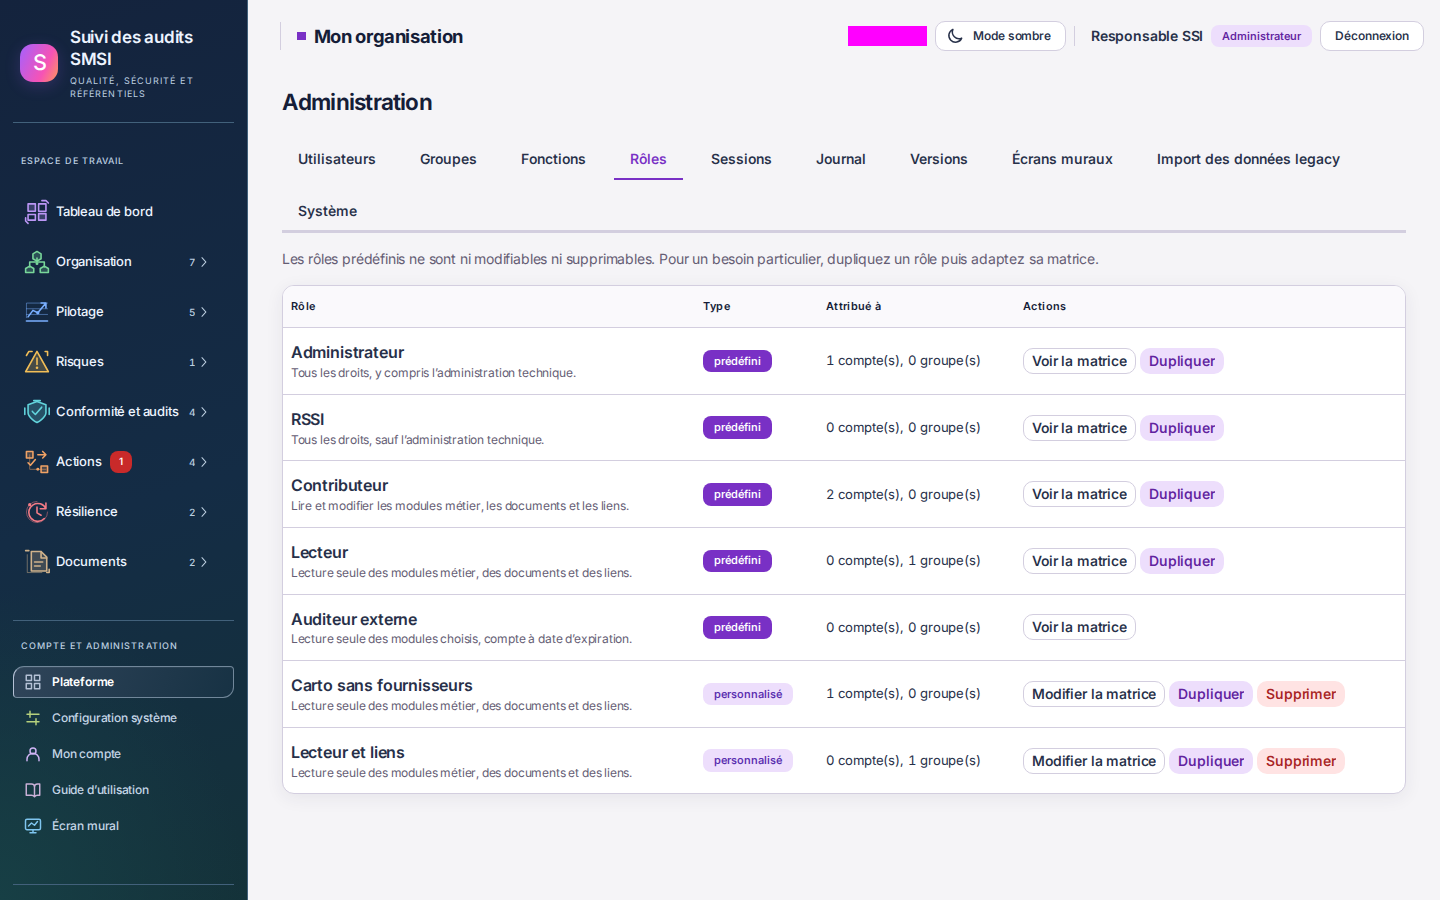 S
Suivi des audits
SMSI
QUALITÉ, SÉCURITÉ ET
RÉFÉRENTIELS
ESPACE DE TRAVAIL
Tableau de bord
Organisation 7
Pilotage 5
Risques 1
Conformité et audits 4
Actions 1 4
Résilience 2
Documents 2
COMPTE ET ADMINISTRATION
Plateforme
Configuration système
Mon compte
Guide d'utilisation
Écran mural
Mon organisation Mode sombre Responsable SSI Administrateur Déconnexion
Administration
Utilisateurs Groupes Fonctions Rôles Sessions Journal Versions Écrans muraux Import des données legacy
Système
Les rôles prédéfinis ne sont ni modifiables ni supprimables. Pour un besoin particulier, dupliquez un rôle puis adaptez sa matrice.
Rôle Type Attribué à Actions
Administrateur
Tous les droits, y compris l'administration technique.
prédéfini 1 compte(s), 0 groupe(s) Voir la matrice Dupliquer
RSSI
Tous les droits, sauf l'administration technique.
prédéfini 0 compte(s), 0 groupe(s) Voir la matrice Dupliquer
Contributeur
Lire et modifier les modules métier, les documents et les liens.
prédéfini 2 compte(s), 0 groupe(s) Voir la matrice Dupliquer
Lecteur
Lecture seule des modules métier, des documents et des liens.
prédéfini 0 compte(s), 1 groupe(s) Voir la matrice Dupliquer
Auditeur externe
Lecture seule des modules choisis, compte à date d'expiration.
prédéfini 0 compte(s), 0 groupe(s) Voir la matrice
Carto sans fournisseurs
Lecture seule des modules métier, des documents et des liens.
personnalisé 1 compte(s), 0 groupe(s) Modifier la matrice Dupliquer Supprimer
Lecteur et liens
Lecture seule des modules métier, des documents et des liens.
personnalisé 0 compte(s), 1 groupe(s) Modifier la matrice Dupliquer Supprimer